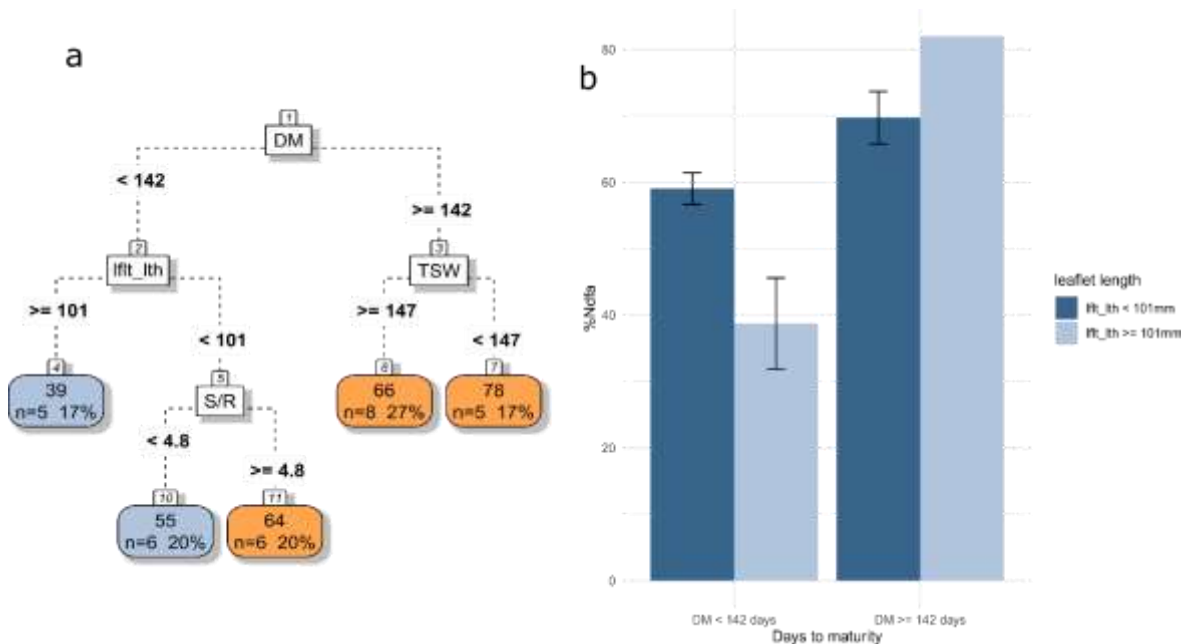 a
1
DM
< 142
>= 142
2
lflt_lth
3
TSW
>= 101
< 101
>= 147
< 147
4
39
n=5 17%
5
S/R
6
66
n=8 27%
7
78
n=5 17%
< 4.8
>= 4.8
10
55
n=6 20%
11
64
n=6 20%
b
80
60
40
20
0
%Ndfa
DM < 142 days
DM >= 142 days
Days to maturity
leaflet length
lflt_lth < 101mm
lflt_lth >= 101mm